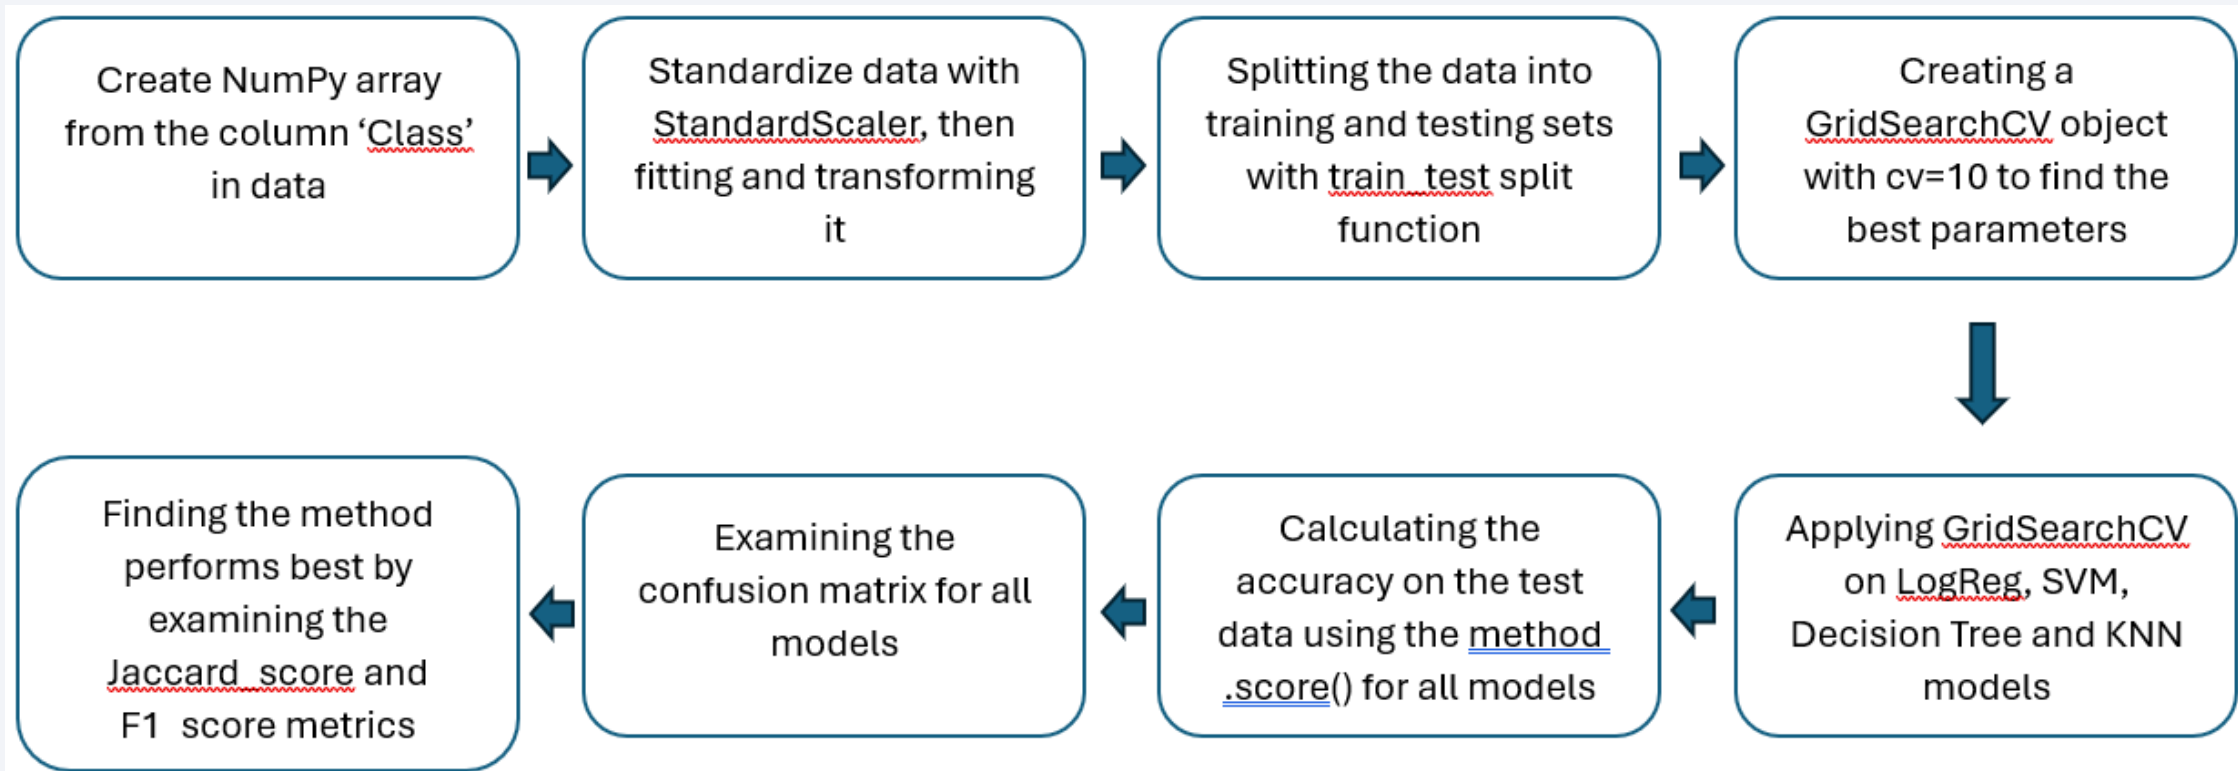 Create NumPy array
from the column ‘Class’
in data
Standardize data with
StandardScaler, then
fitting and transforming
it
Splitting the data into
training and testing sets
with train_test split
function
Creating a
GridSearchCV object
with cv=10 to find the
best parameters
Applying GridSearchCV
on LogReg, SVM,
Decision Tree and KNN
models
Calculating the
accuracy on the test
data using the method
.score() for all models
Examining the
confusion matrix for all
models
Finding the method
performs best by
examining the
Jaccard_score and
F1_score metrics